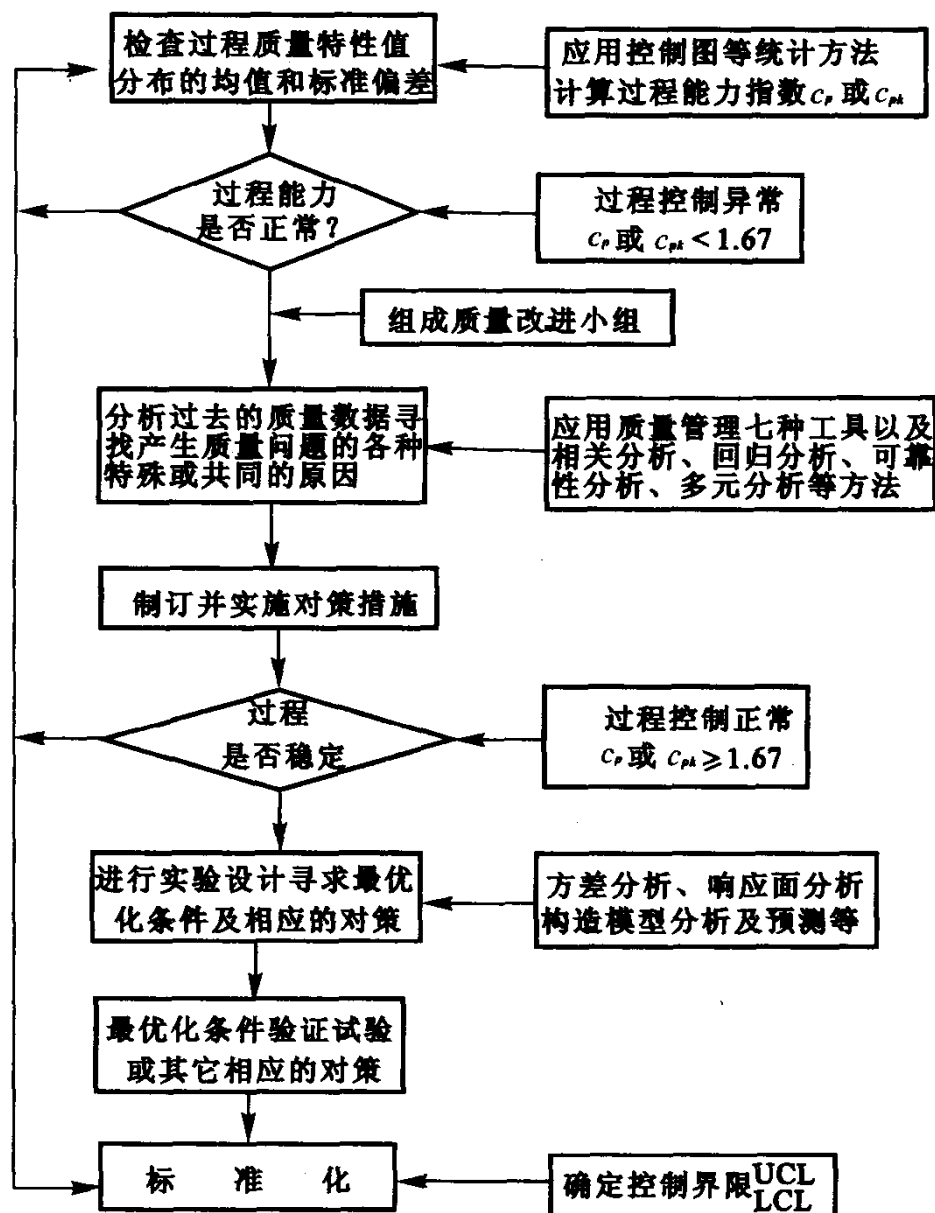 检查过程质量特性值
分布的均值和标准偏差
应用控制图等统计方法
计算过程能力指数Cp或Cpk
过程能力
是否正常？
过程控制异常
Cp或 Cpk<1.67
组成质量改进小组
分析过去的质量数据寻
找产生质量问题的各种
特殊或共同的原因
应用质量管理七种工具以及
相关分析、回归分析、可靠
性分析、多元分析等方法
制订并实施对策措施
过程
是否稳定
过程控制正常
Cp或 Cpk≥1.67
进行实验设计寻求最优
化条件及相应的对策
方差分析、响应面分析
构造模型分析及预测等
最优化条件验证试验
或其它相应的对策
标 准 化
确定控制界限UCL
LCL